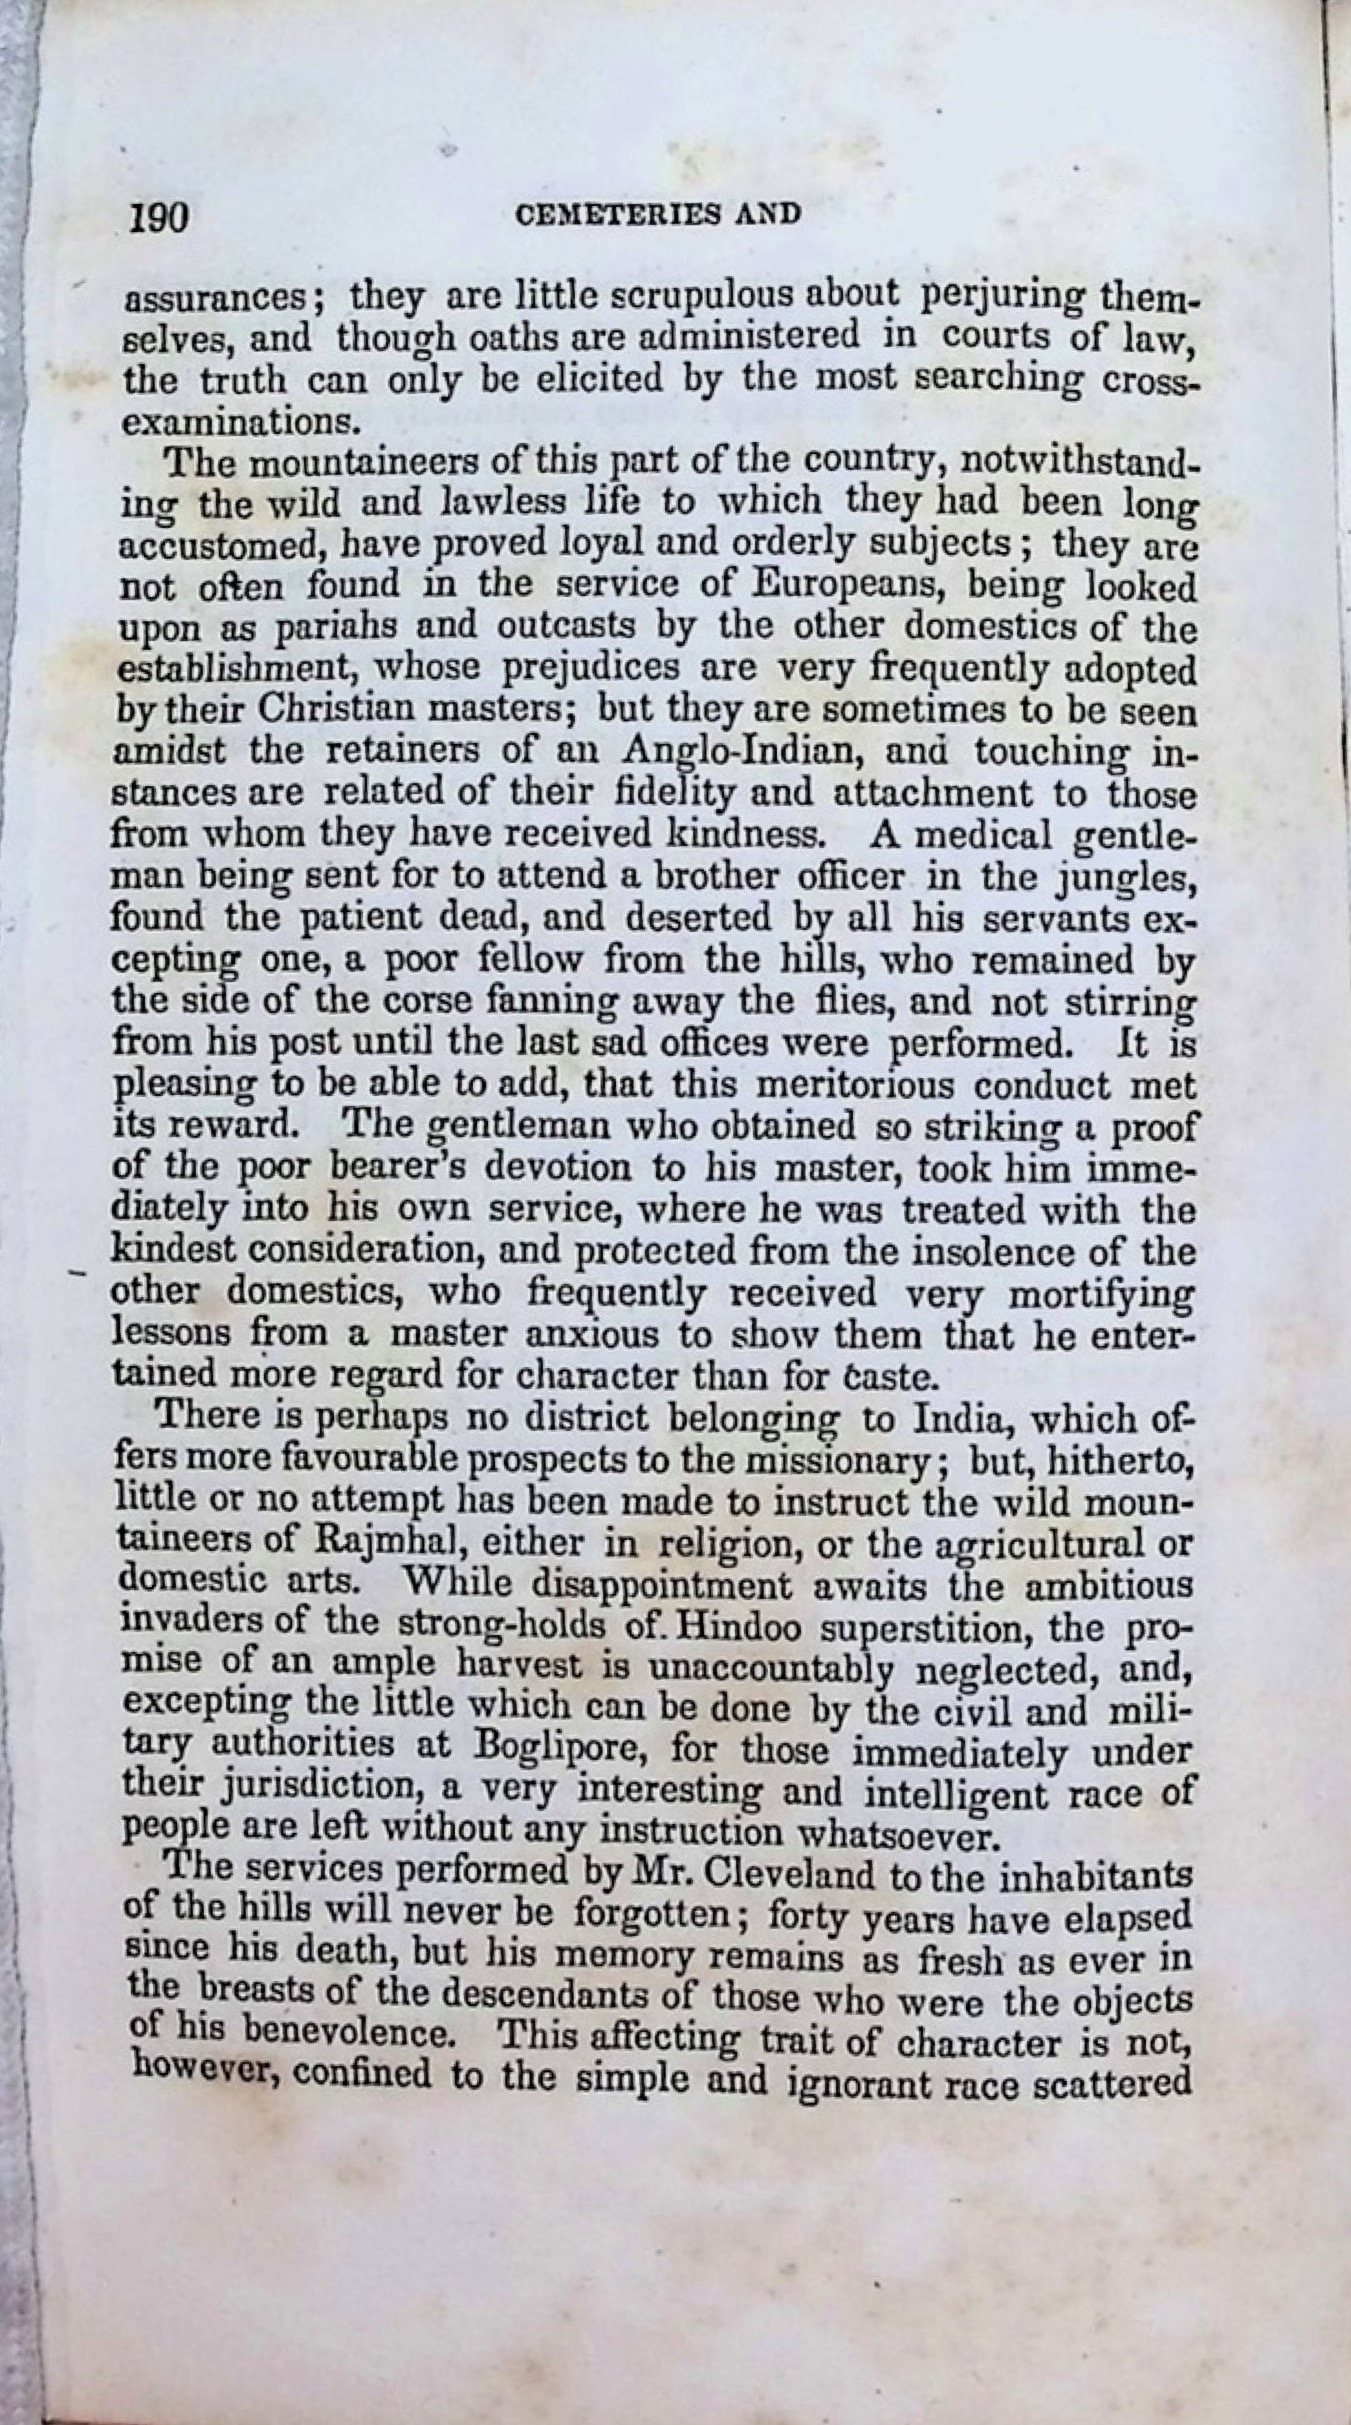 190 CEMETERIES AND
assurances; they are little scrupulous about perjuring them-
selves, and though oaths are administered in courts of law,
the truth can only be elicited by the most searching cross-
examinations.
The mountaineers of this part of the country, notwithstand-
ing the wild and lawless life to which they had been long
accustomed, have proved loyal and orderly subjects; they are
not often found in the service of Europeans, being looked
upon as pariahs and outcasts by the other domestics of the
establishment, whose prejudices are very frequently adopted
by their Christian masters; but they are sometimes to be seen
amidst the retainers of an Anglo-Indian, and touching in-
stances are related of their fidelity and attachment to those
from whom they have received kindness. A medical gentle-
man being sent for to attend a brother officer in the jungles,
found the patient dead, and deserted by all his servants ex-
cepting one, a poor fellow from the hills, who remained by
the side of the corse fanning away the flies, and not stirring
from his post until the last sad offices were performed. It is
pleasing to be able to add, that this meritorious conduct met
its reward. The gentleman who obtained so striking a proof
of the poor bearer's devotion to his master, took him imme-
diately into his own service, where he was treated with the
kindest consideration, and protected from the insolence of the
other domestics, who frequently received very mortifying
lessons from a master anxious to show them that he enter-
tained more regard for character than for caste.
There is perhaps no district belonging to India, which of-
fers more favourable prospects to the missionary; but, hitherto,
little or no attempt has been made to instruct the wild moun-
taineers of Rajmhal, either in religion, or the agricultural or
domestic arts. While disappointment awaits the ambitious
invaders of the strong-holds of Hindoo superstition, the pro-
mise of an ample harvest is unaccountably neglected, and,
excepting the little which can be done by the civil and mili-
tary authorities at Boglipore, for those immediately under
their jurisdiction, a very interesting and intelligent race of
people are left without any instruction whatsoever.
The services performed by Mr. Cleveland to the inhabitants
of the hills will never be forgotten; forty years have elapsed
since his death, but his memory remains as fresh as ever in
the breasts of the descendants of those who were the objects
of his benevolence. This affecting trait of character is not,
however, confined to the simple and ignorant race scattered